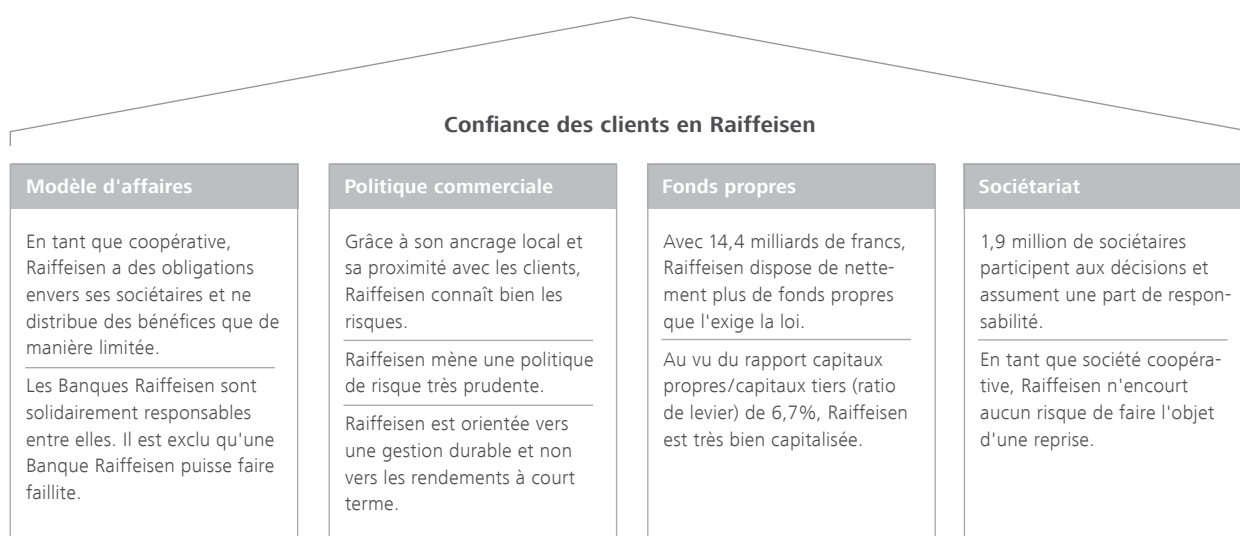 Confiance des clients en Raiffeisen
Modèle d'affaires
En tant que coopérative,
Raiffeisen a des obligations
envers ses sociétaires et ne
distribue des bénéfices que de
manière limitée.
Les Banques Raiffeisen sont
solidairement responsables
entre elles. Il est exclu qu'une
Banque Raiffeisen puisse faire
faillite.
Politique commerciale
Grâce à son ancrage local et
sa proximité avec les clients,
Raiffeisen connaît bien les
risques.
Raiffeisen mène une politique
de risque très prudente.
Raiffeisen est orientée vers
une gestion durable et non
vers les rendements à court
terme.
Fonds propres
Avec 14,4 milliards de francs,
Raiffeisen dispose de nette-
ment plus de fonds propres
que l'exige la loi.
Au vu du rapport capitaux
propres/capitaux tiers (ratio
de levier) de 6,7%, Raiffeisen
est très bien capitalisée.
Sociétariat
1,9 million de sociétaires
participent aux décisions et
assument une part de respon-
sabilité.
En tant que société coopéra-
tive, Raiffeisen n'encourt
aucun risque de faire l'objet
d'une reprise.